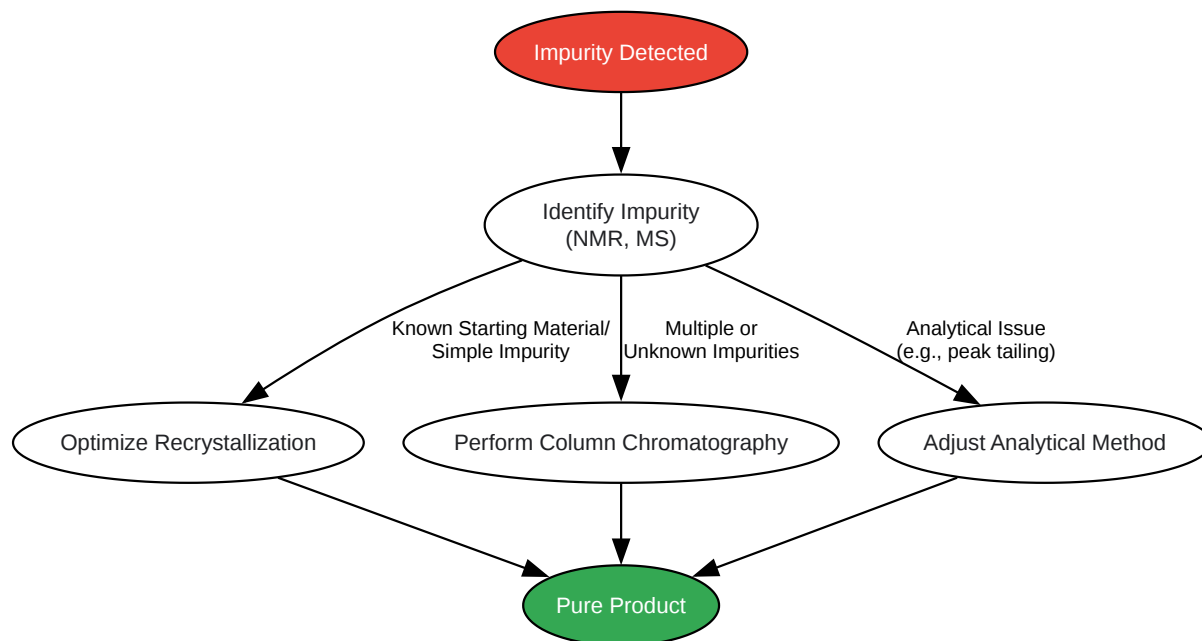 Impurity Detected
Identify Impurity
(NMR, MS)
Known Starting Material/
Simple Impurity
Multiple or
Unknown Impurities
Analytical Issue
(e.g., peak tailing)
Optimize Recrystallization
Perform Column Chromatography
Adjust Analytical Method
Pure Product